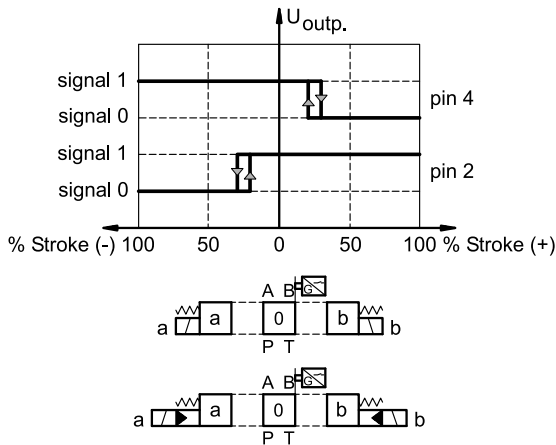 U outp.
signal 1
signal 0
pin 4
signal 1
signal 0
pin 2
% Stroke (-) 100 50 0 50 100 % Stroke (+)
A B G
a a 0 b b
P T
A B G
a a 0 b b
P T